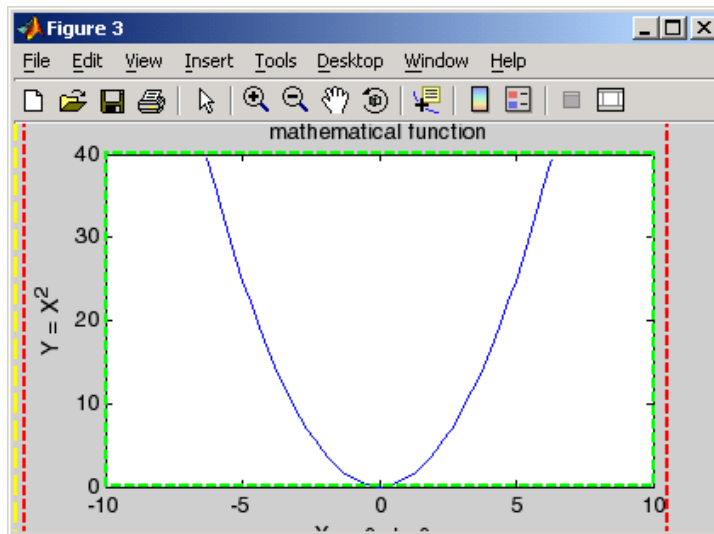 Figure 3
File Edit View Insert Tools Desktop Window Help
mathematical function
40
30
20
10
0
Y = X²
-10 -5 0 5 10